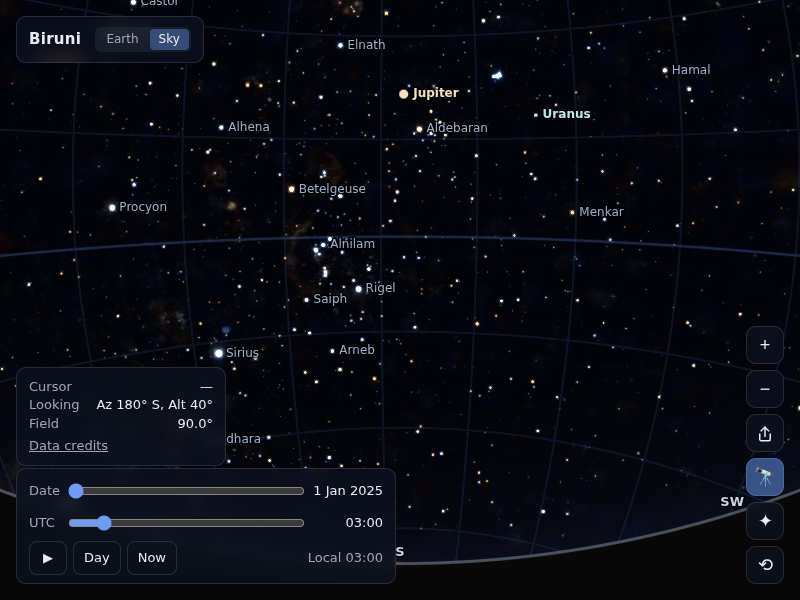 Castor
Biruni Earth Sky
Elnath
Hamal
Jupiter
Uranus
Alhena
Aldebaran
Betelgeuse
Procyon
Menkar
Alnilam
Rigel
Saiph
Arneb
Sirius
+
−
Cursor —
Looking Az 180° S, Alt 40°
Field 90.0°
Data credits
dhara
Date 1 Jan 2025
UTC 03:00
▶ Day Now Local 03:00
S
SW